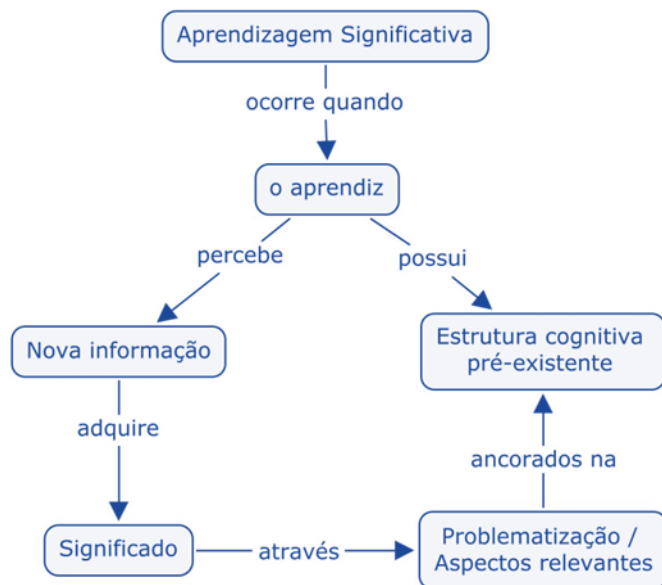 Aprendizagem Significativa
ocorre quando
o aprendiz
percebe
possui
Nova informação
Estrutura cognitiva
pré-existente
adquire
ancorados na
Significado
através
Problematização /
Aspectos relevantes